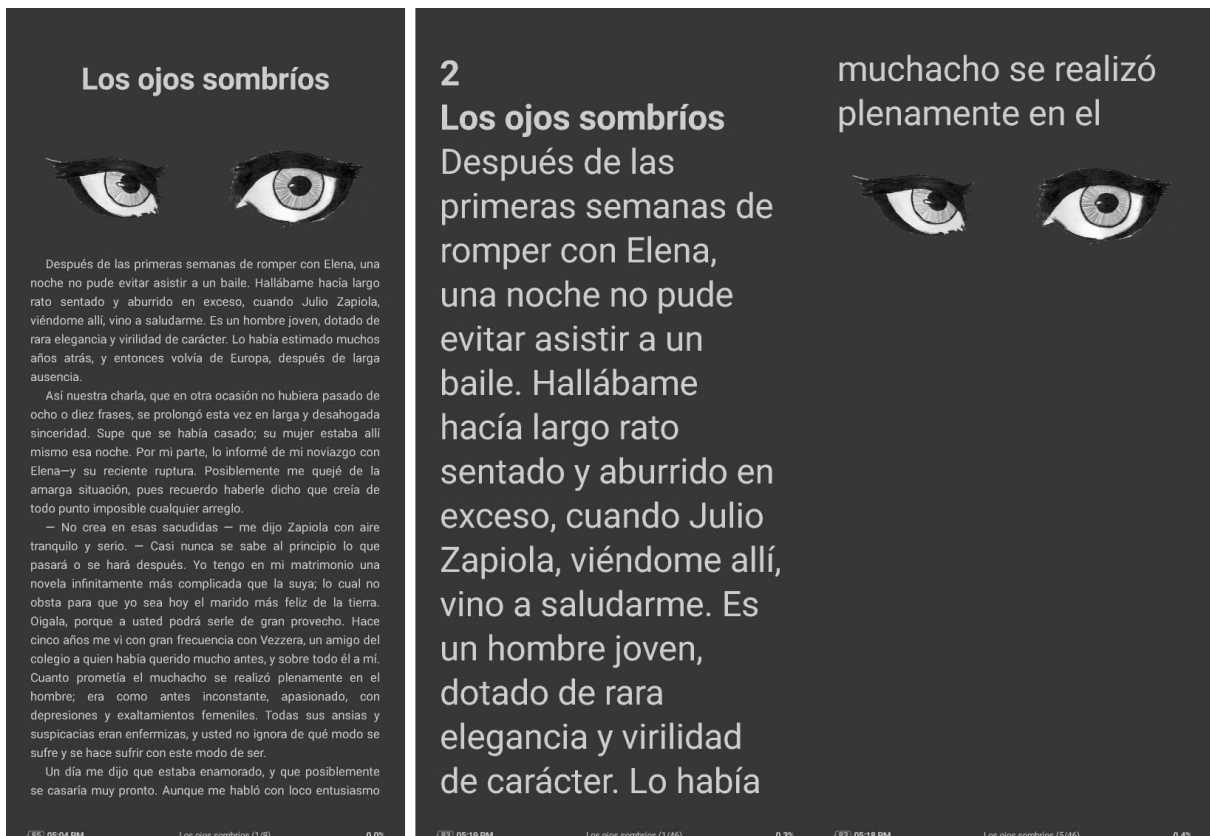 Los ojos sombríos
Después de las primeras semanas de romper con Elena, una
noche no pude evitar asistir a un baile. Hallábame hacía largo
rato sentado y aburrido en exceso, cuando Julio Zapiola,
viéndome allí, vino a saludarme. Es un hombre joven, dotado de
rara elegancia y virilidad de carácter. Lo había estimado muchos
años atrás, y entonces volvía de Europa, después de larga
ausencia.
Así nuestra charla, que en otra ocasión no hubiera pasado de
ocho o diez frases, se prolongó esta vez en larga y desahogada
sinceridad. Supe que se había casado; su mujer estaba allí
mismo esa noche. Por mi parte, lo informé de mi noviazgo con
Elena—y su reciente ruptura. Posiblemente me quejé de la
amarga situación, pues recuerdo haberle dicho que creía de
todo punto imposible cualquier arreglo.
— No crea en esas sacudidas — me dijo Zapiola con aire
tranquilo y serio. — Casi nunca se sabe al principio lo que
pasará o se hará después. Yo tengo en mi matrimonio una
novela infinitamente más complicada que la suya; lo cual no
obsta para que yo sea hoy el marido más feliz de la tierra.
Oigala, porque a usted podrá serle de gran provecho. Hace
cinco años me vi con gran frecuencia con Vezzera, un amigo del
colegio a quien había querido mucho antes, y sobre todo él a mí.
Cuanto prometía el muchacho se realizó plenamente en el
hombre; era como antes inconstante, apasionado, con
depresiones y exaltamientos femeniles. Todas sus ansias y
suspicacias eran enfermizas, y usted no ignora de qué modo se
sufre y se hace sufrir con este modo de ser.
Un día me dijo que estaba enamorado, y que posiblemente
se casaría muy pronto. Aunque me habló con loco entusiasmo
85 05:04 PM Los ojos sombríos (1/8) 0.0%
2
Los ojos sombríos
Después de las
primeras semanas de
romper con Elena,
una noche no pude
evitar asistir a un
baile. Hallábame
hacía largo rato
sentado y aburrido en
exceso, cuando Julio
Zapiola, viéndome allí,
vino a saludarme. Es
un hombre joven,
dotado de rara
elegancia y virilidad
de carácter. Lo había
83 05:19 PM Los ojos sombríos (1/46) 0.3%
muchacho se realizó
plenamente en el
83 05:18 PM Los ojos sombríos (5/46) 0.4%